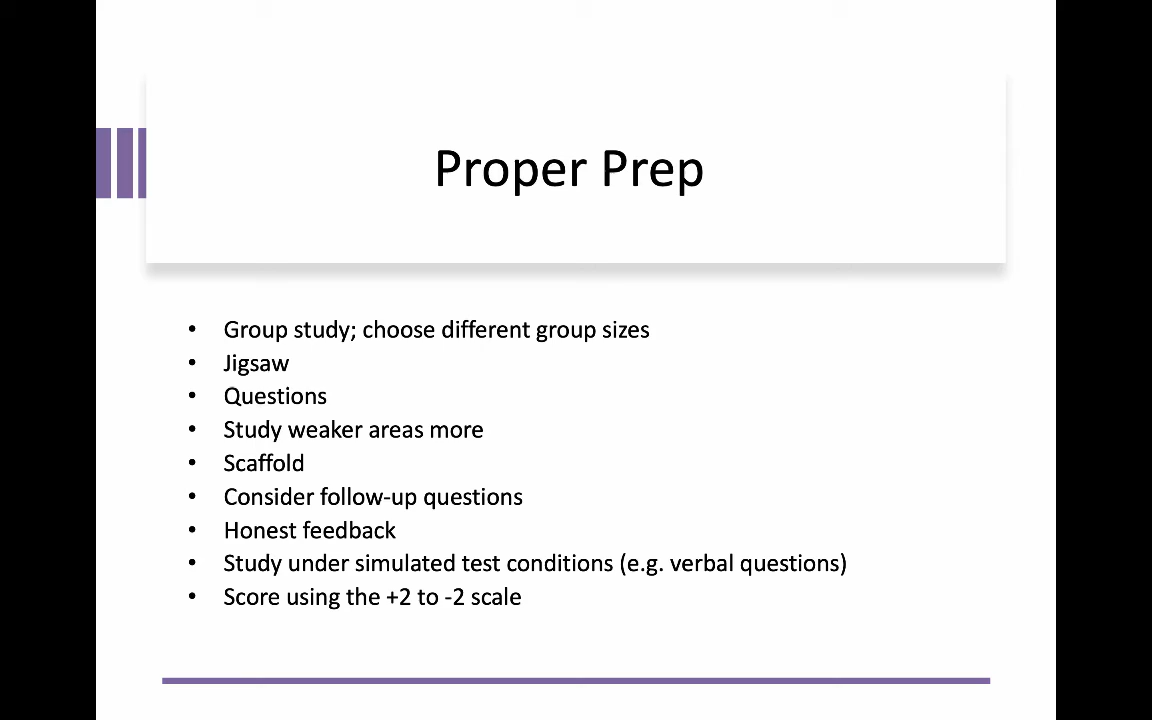 Proper Prep
• Group study; choose different group sizes
• Jigsaw
• Questions
• Study weaker areas more
• Scaffold
• Consider follow-up questions
• Honest feedback
• Study under simulated test conditions (e.g. verbal questions)
• Score using the +2 to -2 scale